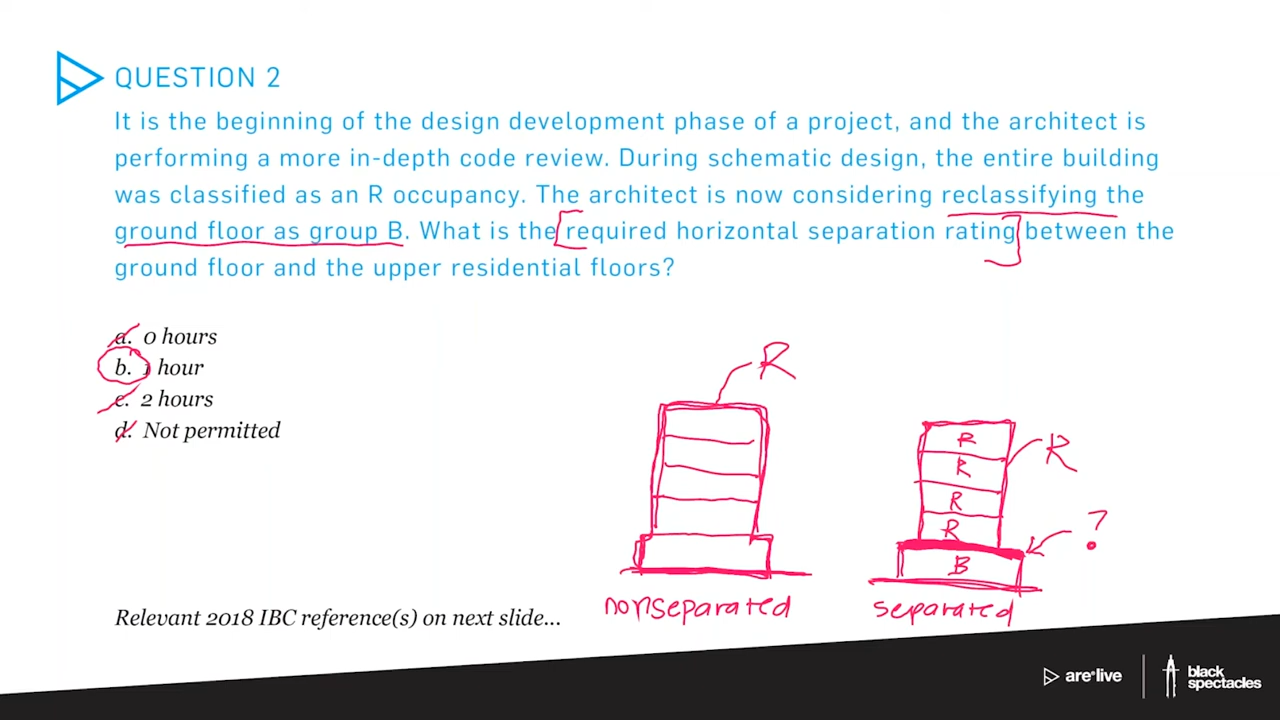 QUESTION 2
It is the beginning of the design development phase of a project, and the architect is
performing a more in-depth code review. During schematic design, the entire building
was classified as an R occupancy. The architect is now considering reclassifying the
ground floor as group B. What is the required horizontal separation rating between the
ground floor and the upper residential floors?
a. 0 hours
b. 1 hour
c. 2 hours
d. Not permitted
R
R
R
R
R
R
?
B
nonseparated
separated
Relevant 2018 IBC reference(s) on next slide...
are*live
black
spectacles